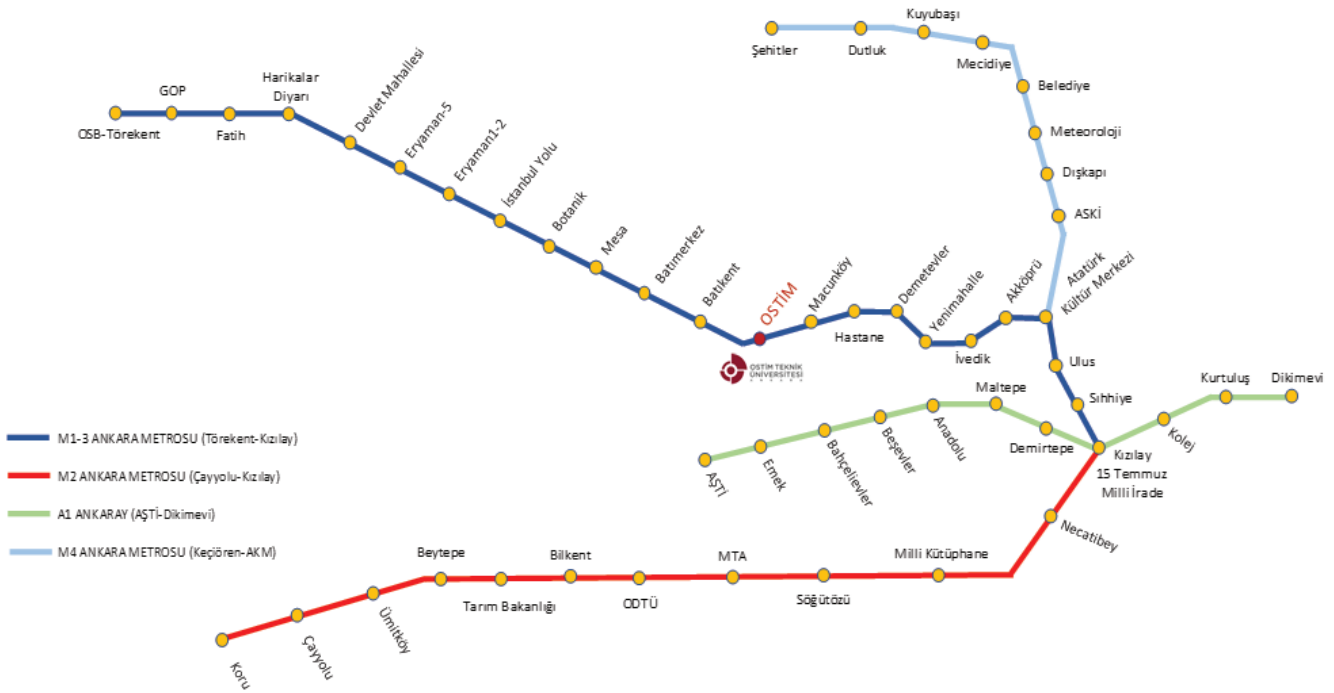 Kuyubaşı
Şehitler
Dutluk
Mecidiye
Belediye
Meteoroloji
Dışkapı
ASKİ
Atatürk
Kültür Merkezi
GOP
Harikalar
Diyarı
OSB-Törekent
Fatih
Devlet Mahallesi
Eryaman-5
Eryaman1-2
İstanbul Yolu
Botanik
Mesa
Batımerkez
Batıkent
OSTİM
Macunköy
Hastane
Demetevler
Yenimahalle
İvedik
Akköprü
Ulus
Sıhhiye
OSTİM TEKNİK
ÜNİVERSİTESİ
ANKARA
Kurtuluş
Dikimevi
Kolej
Maltepe
Demirtepe
Anadolu
Beşevler
Bahçelievler
Emek
AŞTİ
Kızılay
15 Temmuz
Milli İrade
M1-3 ANKARA METROSU (Törekent-Kızılay)
M2 ANKARA METROSU (Çayyolu-Kızılay)
A1 ANKARAY (AŞTİ-Dikimevi)
M4 ANKARA METROSU (Keçiören-AKM)
Necatibey
Milli Kütüphane
Söğütözü
MTA
ODTÜ
Bilkent
Tarım Bakanlığı
Beytepe
Ümitköy
Çayyolu
Koru